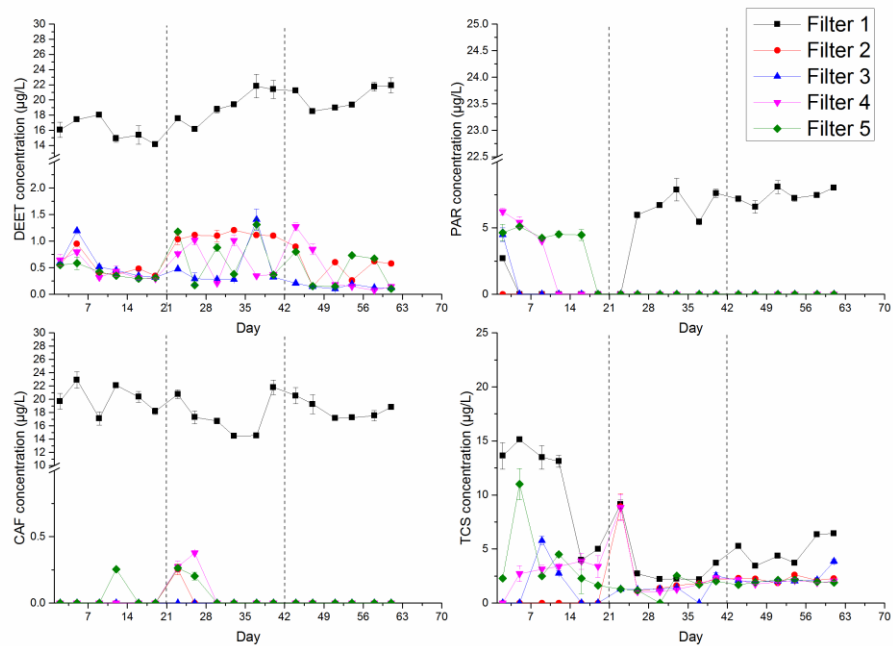 30
28
26
24
22
20
18
16
14
2.0
1.5
1.0
0.5
0.0
DEET concentration (µg/L)
7 14 21 28 35 42 49 56 63 70
Day
25.0
24.5
24.0
23.5
23.0
22.5
5
0
PAR concentration (µg/L)
7 14 21 28 35 42 49 56 63 70
Day
Filter 1
Filter 2
Filter 3
Filter 4
Filter 5
30
28
26
24
22
20
18
16
14
12
10
0.5
0.0
CAF concentration (µg/L)
7 14 21 28 35 42 49 56 63 70
Day
25
20
15
10
5
0
TCS concentration (µg/L)
7 14 21 28 35 42 49 56 63 70
Day